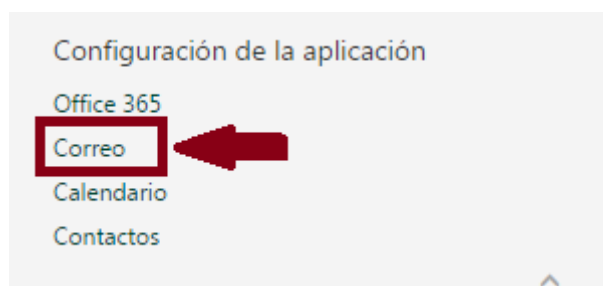 Configuración de la aplicación
Office 365
Correo
Calendario
Contactos